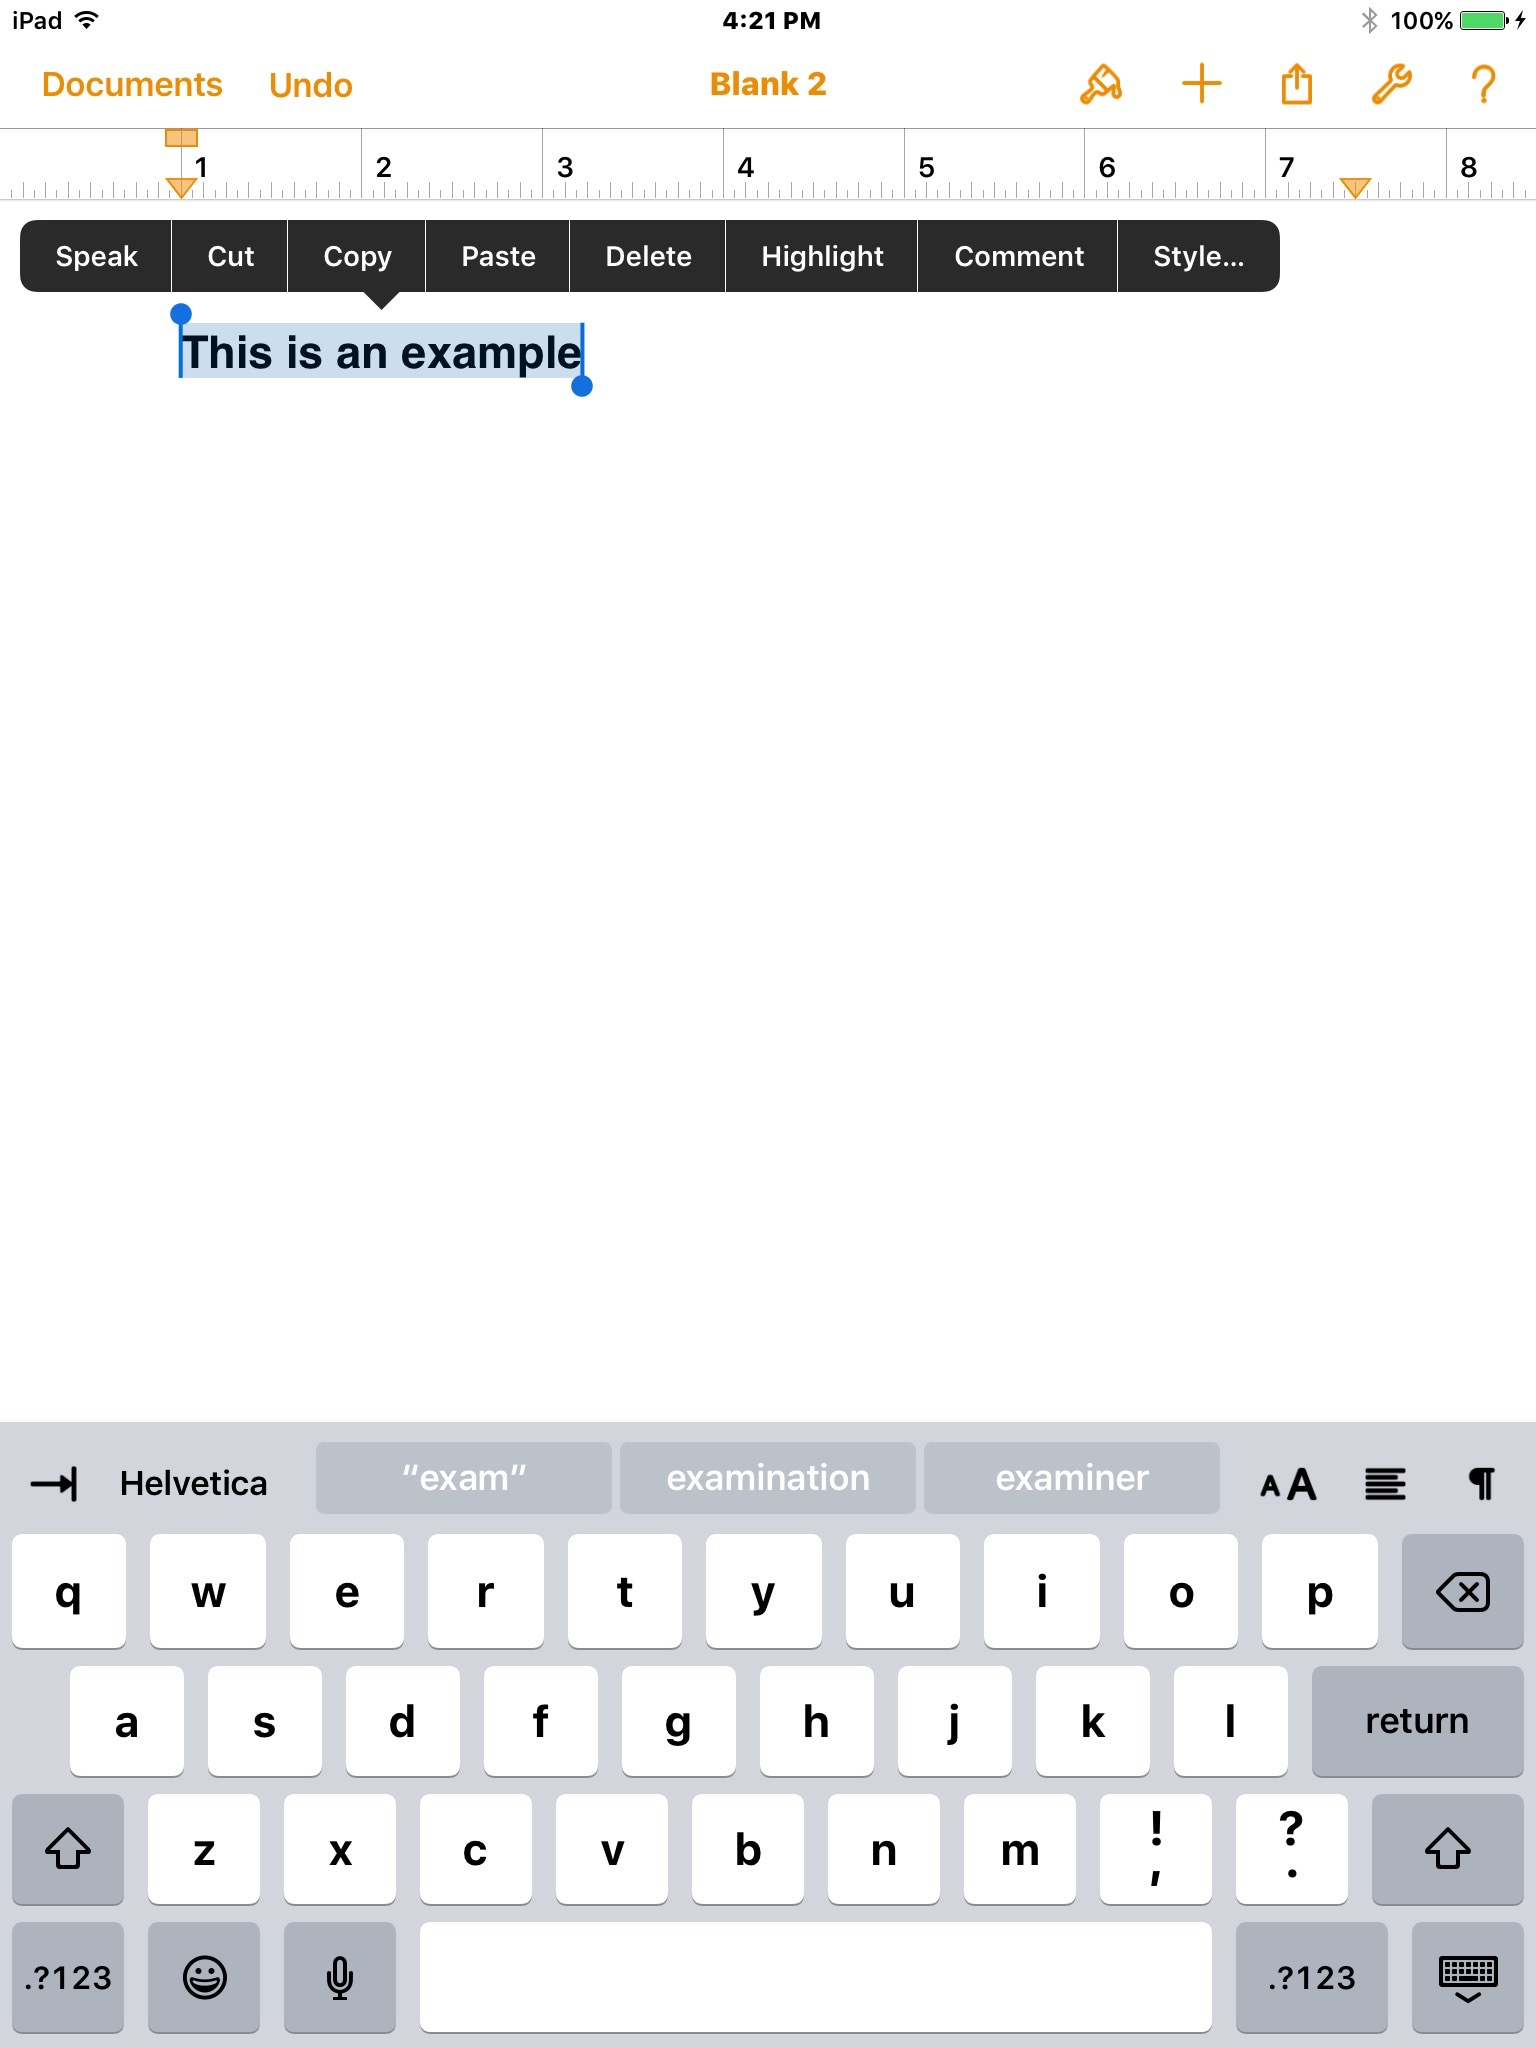 iPad 4:21 PM 100%
Documents Undo Blank 2 ?
1 2 3 4 5 6 7 8
Speak Cut Copy Paste Delete Highlight Comment Style...
This is an example
Helvetica “exam” examination examiner AA ¶
q w e r t y u i o p
a s d f g h j k l return
z x c v b n m ! , ? .
.?123 .?123